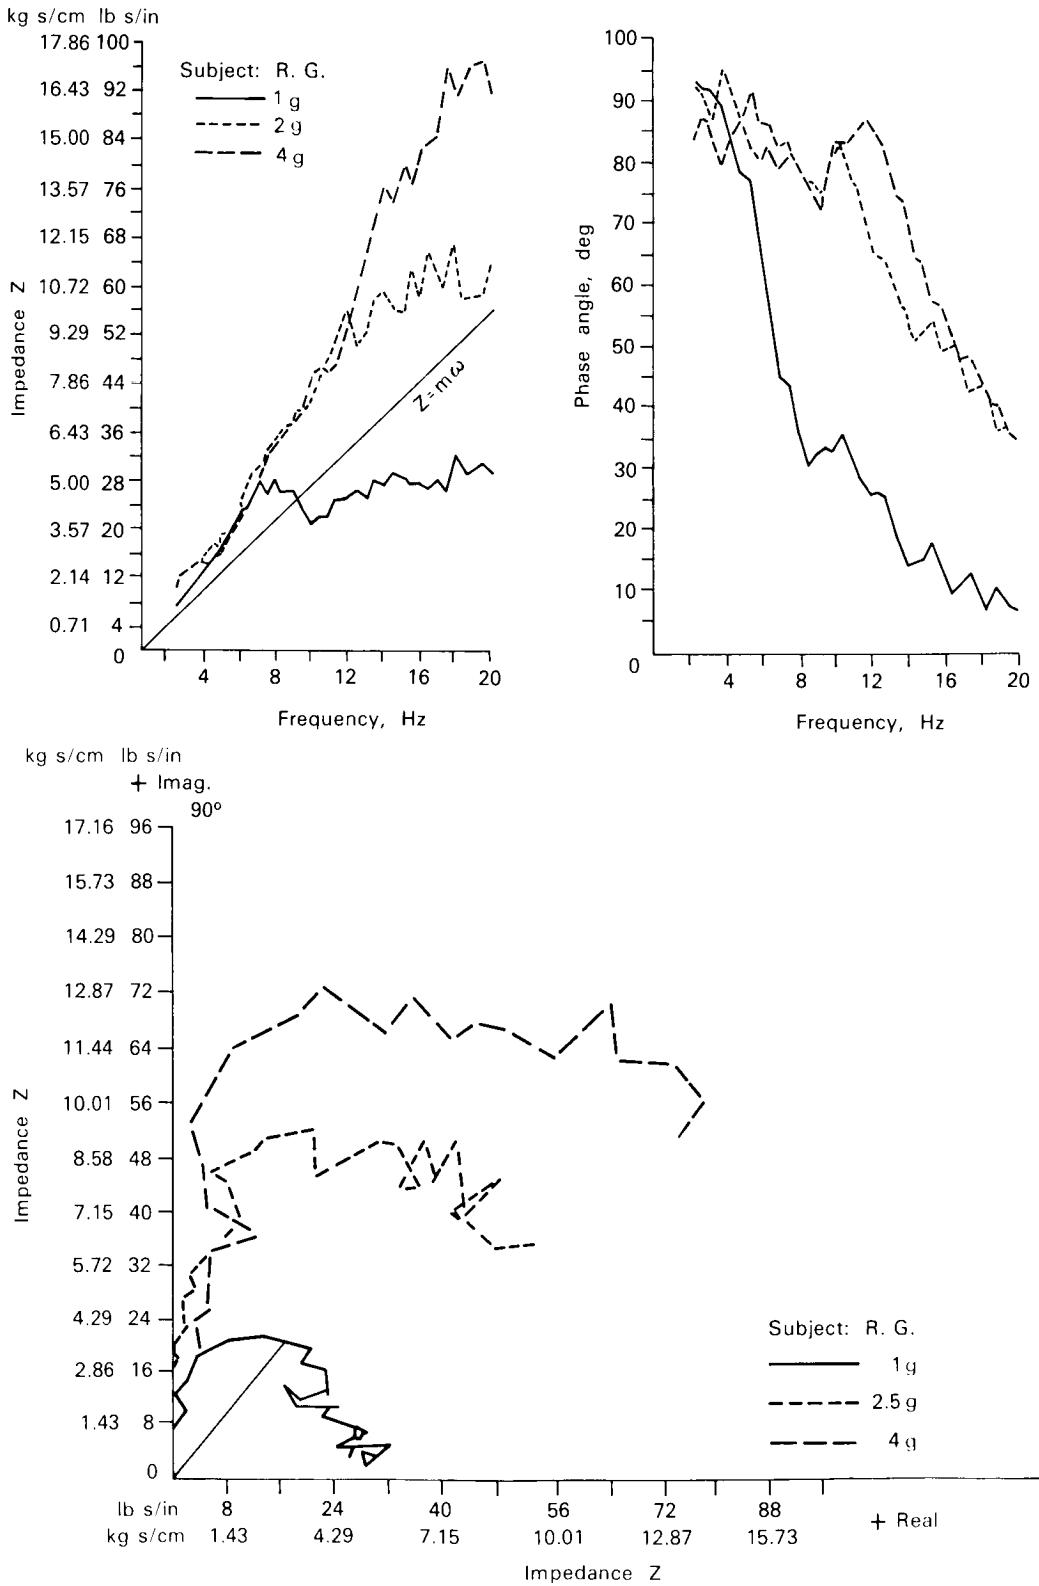 kg s/cm lb s/in
17.86 100
16.43 92
15.00 84
13.57 76
12.15 68
10.72 60
9.29 52
7.86 44
6.43 36
5.00 28
3.57 20
2.14 12
0.71 4
0
Impedance Z
Subject: R. G.
1 g
2 g
4 g
Z = m ω
4 8 12 16 20
Frequency, Hz
100
90
80
70
60
50
40
30
20
10
0
Phase angle, deg
4 8 12 16 20
Frequency, Hz
kg s/cm lb s/in
+ Imag.
90°
17.16 96
15.73 88
14.29 80
12.87 72
11.44 64
10.01 56
8.58 48
7.15 40
5.72 32
4.29 24
2.86 16
1.43 8
0
Impedance Z
Subject: R. G.
1 g
2.5 g
4 g
lb s/in 8 24 40 56 72 88
kg s/cm 1.43 4.29 7.15 10.01 12.87 15.73
+ Real
Impedance Z